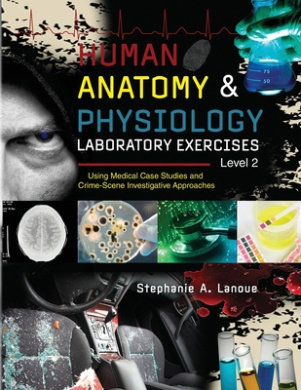 HUMAN
ANATOMY &
PHYSIOLOGY
LABORATORY EXERCISES
Level 2
Using Medical Case Studies and
Crime-Scene Investigative Approaches
Stephanie A. Lanoue